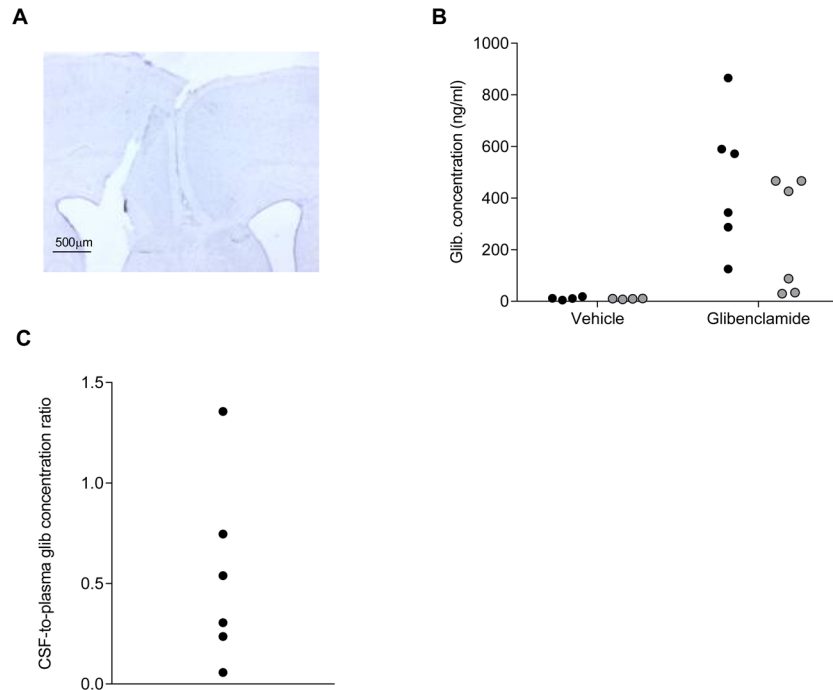 A
500µm
B
Glib. concentration (ng/ml)
1000
800
600
400
200
0
Vehicle
Glibenclamide
C
CSF-to-plasma glib concentration ratio
1.5
1.0
0.5
0.0